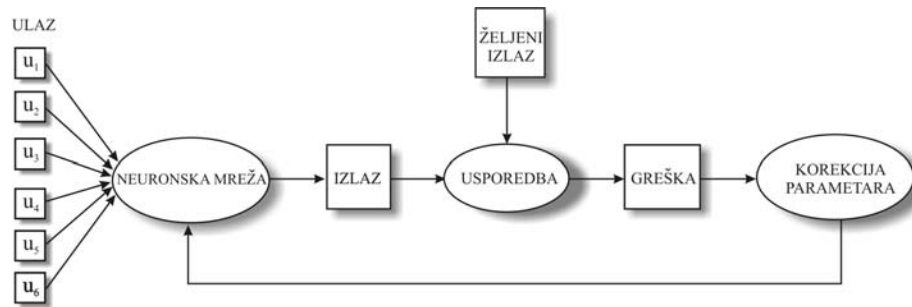 ULAZ
u1
u2
u3
u4
u5
u6
NEURONSKA MREŽA
IZLAZ
ŽELJENI
IZLAZ
USPOREDBA
GREŠKA
KOREKCIJA
PARAMETARA